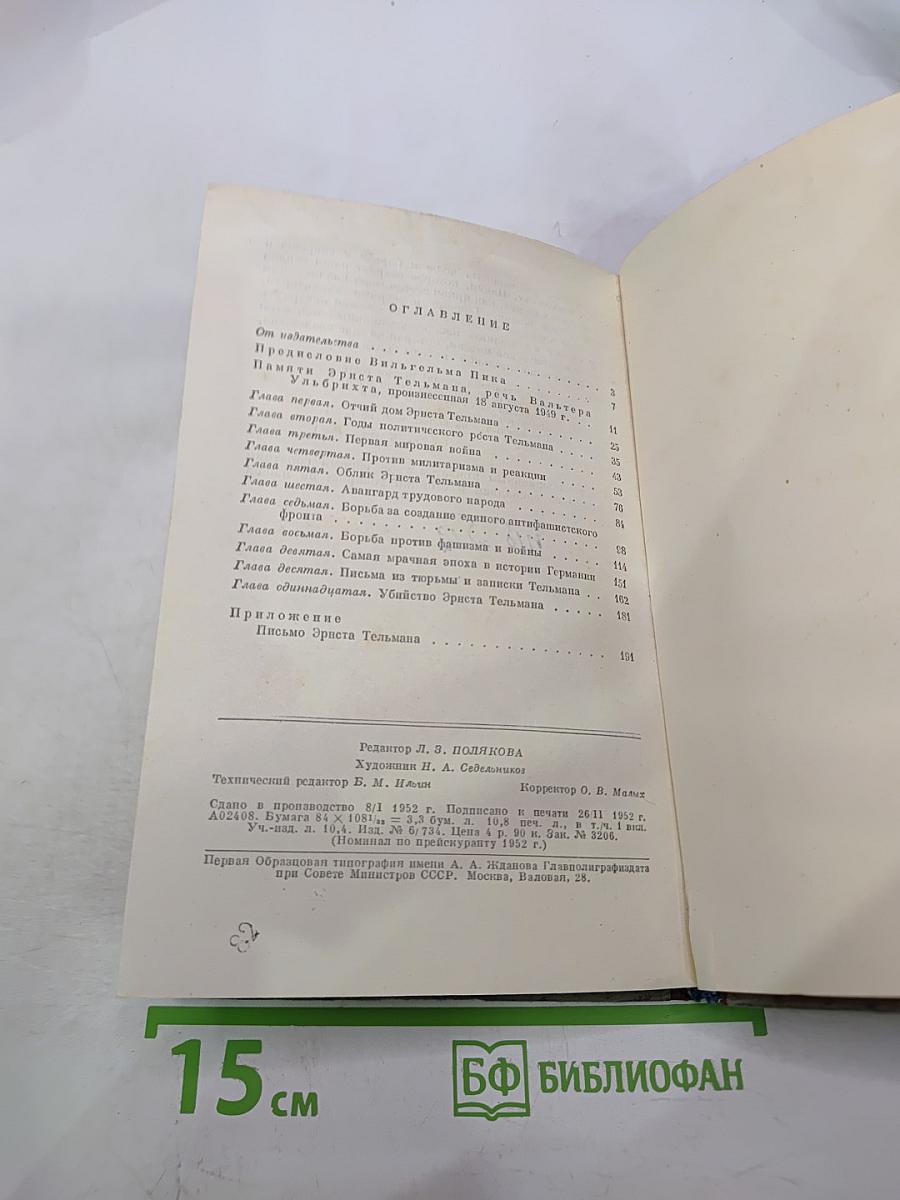 ОГЛАВЛЕНИЕ
От издательства . . . . . . . . . . . . . . . . . . 3
Предисловие Вильгельма Пика . . . . . . . 7
Памяти Эрнста Тельмана, речь Вальтера
Ульбрихта, произнесенная 18 августа 1949 г. . . 11
Глава первая. Отчий дом Эрнста Тельмана . . . . . . . . 25
Глава вторая. Годы политического роста Тельмана . . . . 35
Глава третья. Первая мировая война . . . . . . . . . 43
Глава четвертая. Против милитаризма и реакции . . . . . 53
Глава пятая. Облик Эрнста Тельмана . . . . . . . . . 76
Глава шестая. Авангард трудового народа . . . . . . . 84
Глава седьмая. Борьба за создание единого антифашистского
фронта . . . . . . . . . . . . . . . . . . 98
Глава восьмая. Борьба против фашизма и войны . . . . 114
Глава девятая. Самая мрачная эпоха в истории Германии 151
Глава десятая. Письма из тюрьмы и записки Тельмана . . 162
Глава одиннадцатая. Убийство Эрнста Тельмана . . . . . 181
Приложение
Письмо Эрнста Тельмана . . . . . . . . . . . . . . . 191
Редактор Л. З. ПОЛЯКОВА
Художник Н. А. Седельников
Технический редактор Б. М. Ильин Корректор О. В. Малых
Сдано в производство 8/I 1952 г. Подписано к печати 26/II 1952 г.
А02408. Бумага 84 × 108¹/₃₂ = 3,3 бум. л. 10,8 печ. л., в т./ч. 1 вкл.
Уч.-изд. л. 10,4. Изд. № 6/734. Цена 4 р. 90 к. Зак. № 3206.
(Номинал по прейскуранту 1952 г.)
Первая Образцовая типография имени А. А. Жданова Главполиграфиздата
при Совете Министров СССР. Москва, Валовая, 28.
15 см
БФ БИБЛИОФАН